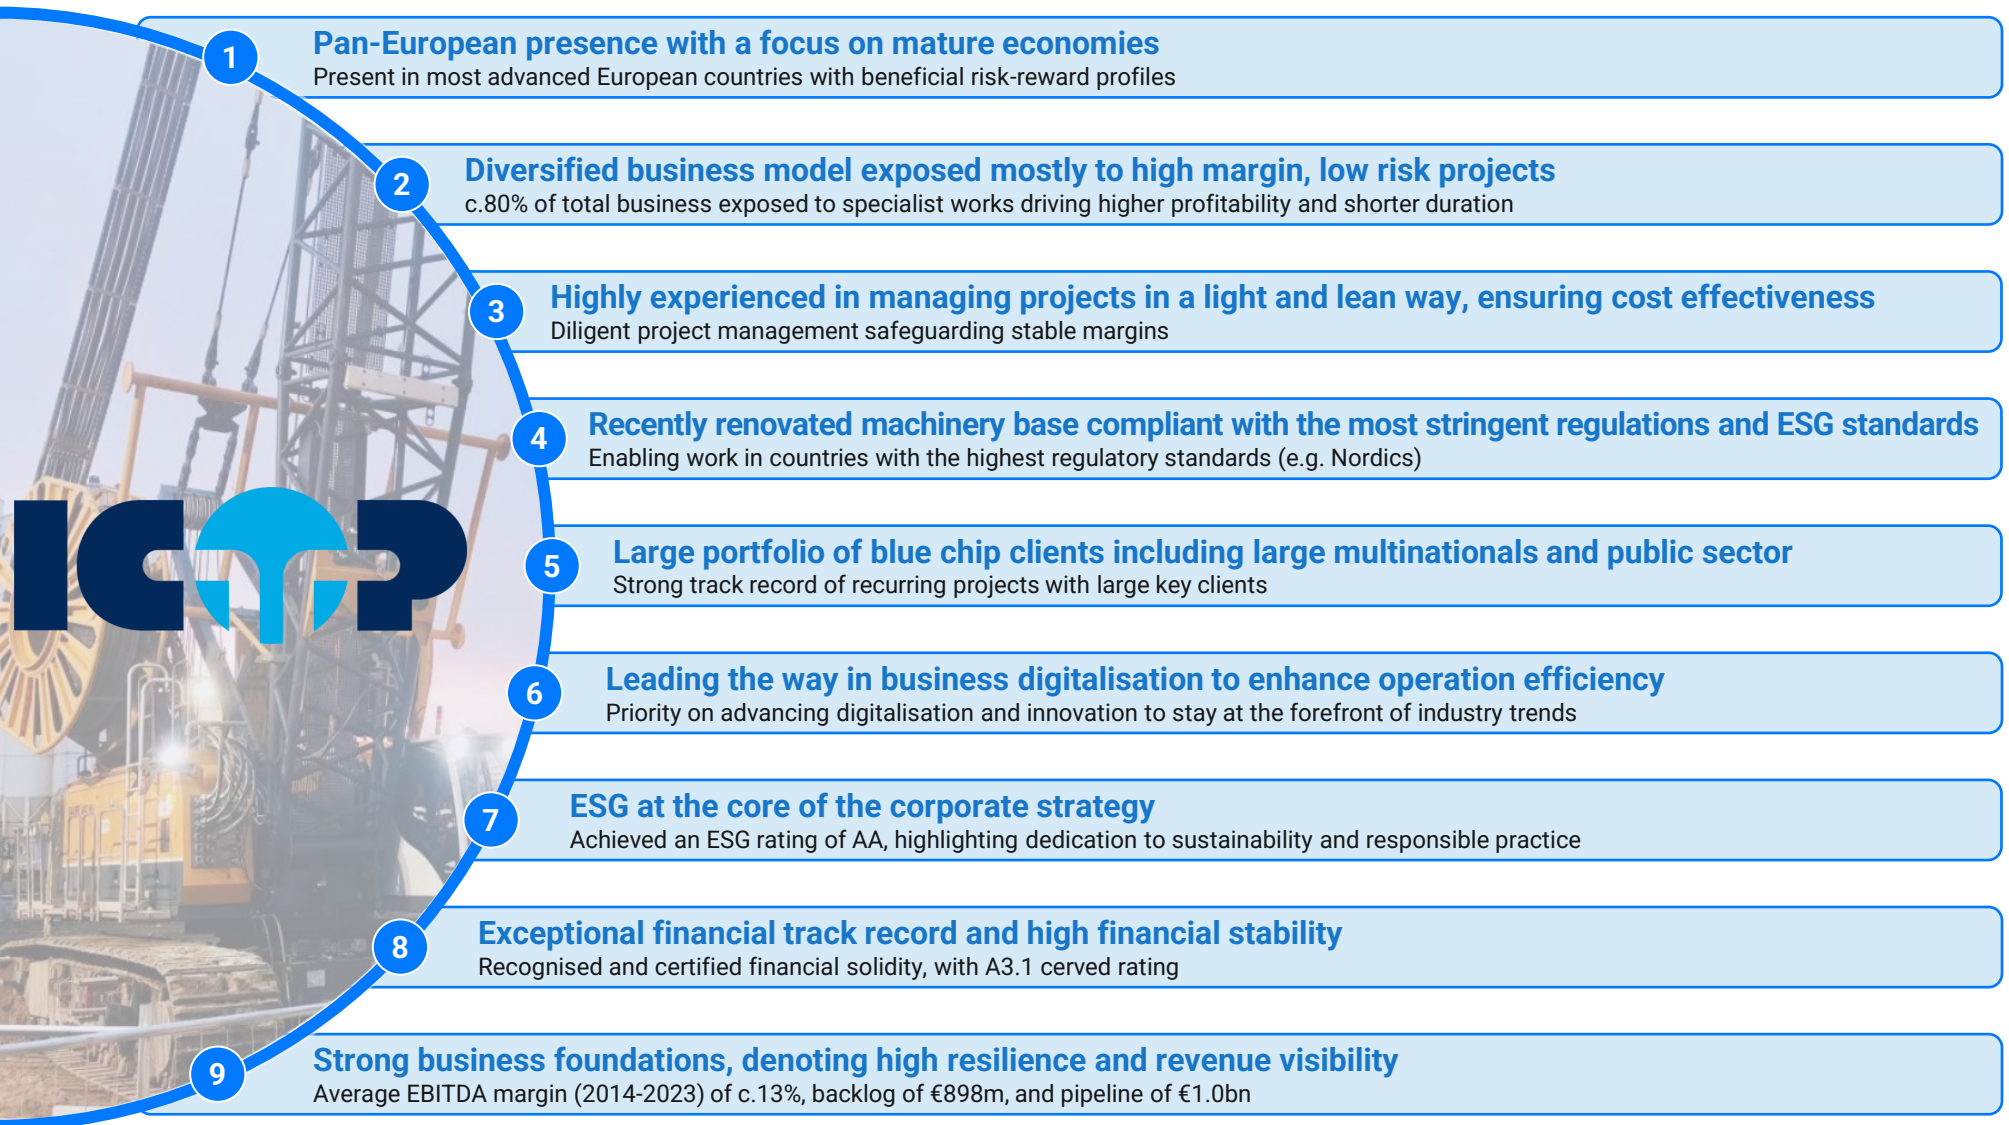 1
Pan-European presence with a focus on mature economies
Present in most advanced European countries with beneficial risk-reward profiles
2
Diversified business model exposed mostly to high margin, low risk projects
c.80% of total business exposed to specialist works driving higher profitability and shorter duration
3
Highly experienced in managing projects in a light and lean way, ensuring cost effectiveness
Diligent project management safeguarding stable margins
4
Recently renovated machinery base compliant with the most stringent regulations and ESG standards
Enabling work in countries with the highest regulatory standards (e.g. Nordics)
ICOP
5
Large portfolio of blue chip clients including large multinationals and public sector
Strong track record of recurring projects with large key clients
6
Leading the way in business digitalisation to enhance operation efficiency
Priority on advancing digitalisation and innovation to stay at the forefront of industry trends
7
ESG at the core of the corporate strategy
Achieved an ESG rating of AA, highlighting dedication to sustainability and responsible practice
8
Exceptional financial track record and high financial stability
Recognised and certified financial solidity, with A3.1 cerved rating
9
Strong business foundations, denoting high resilience and revenue visibility
Average EBITDA margin (2014-2023) of c.13%, backlog of €898m, and pipeline of €1.0bn